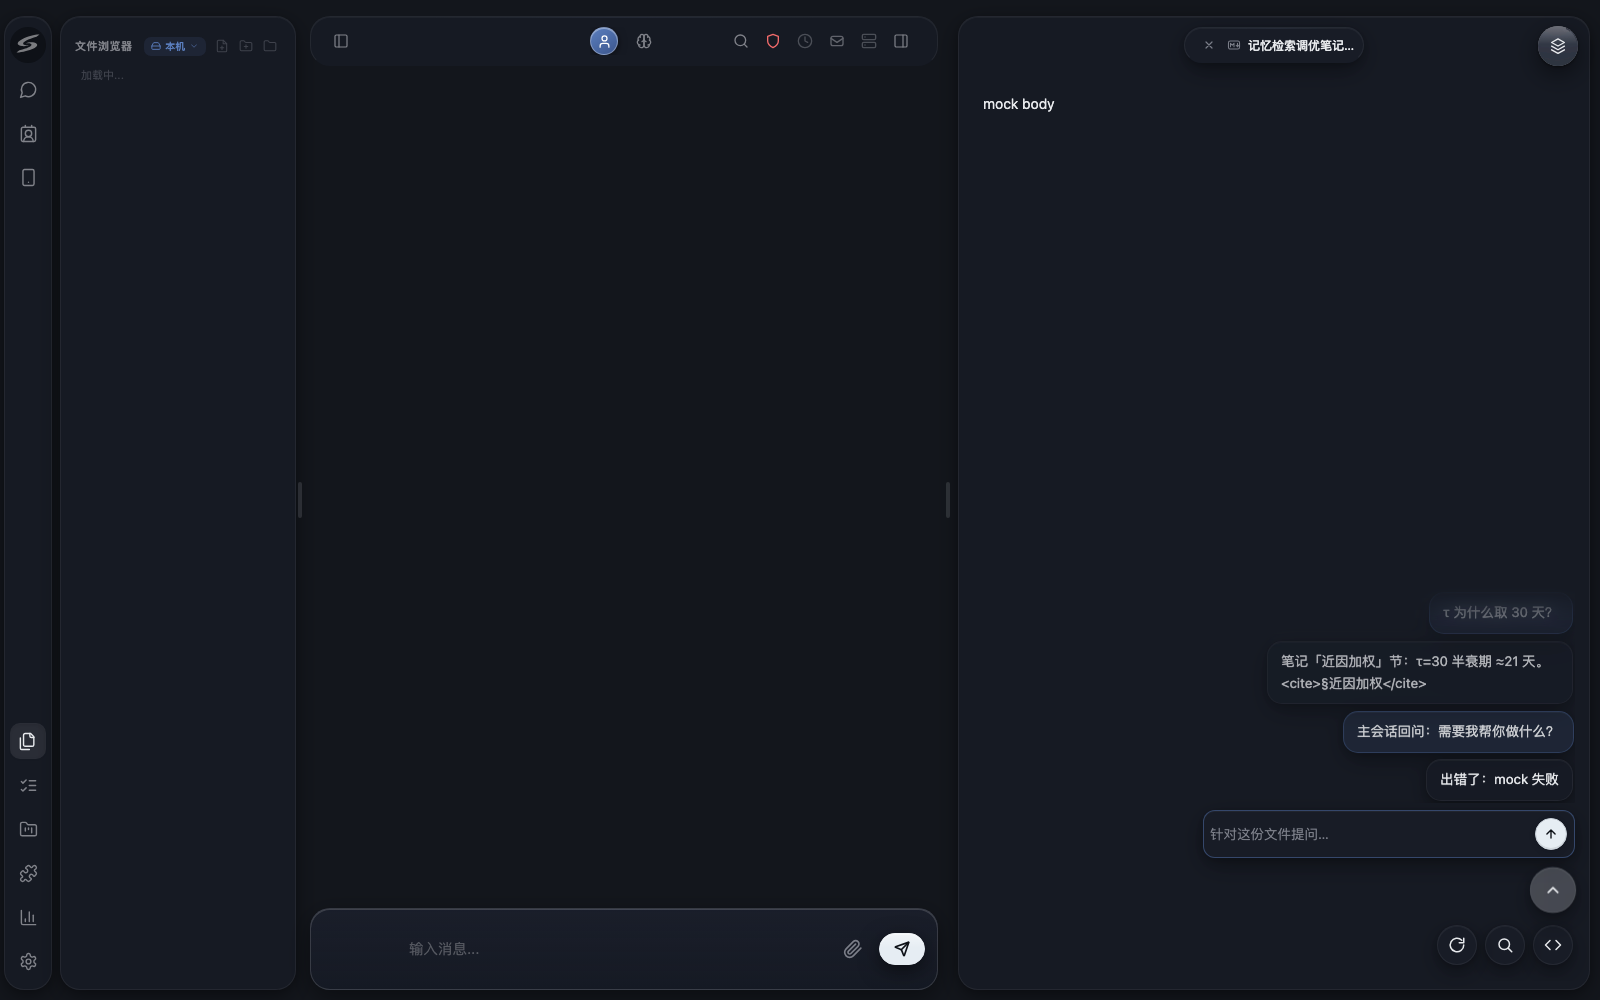 文件浏览器
本机
加载中...
输入消息...
记忆检索调优笔记...
mock body
τ 为什么取 30 天?
笔记「近因加权」节: τ=30 半衰期 ≈21 天。
<cite>§近因加权</cite>
主会话回问: 需要我帮你做什么?
出错了: mock 失败
针对这份文件提问...